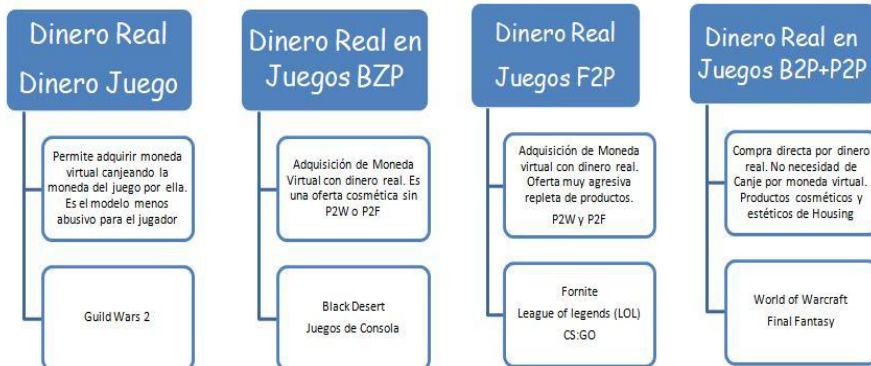 Dinero Real
Dinero Juego
Permite adquirir moneda
virtual canjeando la
moneda del juego por ella.
Es el modelo menos
abusivo para el jugador
Guild Wars 2
Dinero Real en
Juegos BZP
Adquisición de Moneda
Virtual con dinero real. Es
una oferta cosmética sin
P2W o P2F
Black Desert
Juegos de Consola
Dinero Real
Juegos F2P
Adquisición de Moneda
virtual con dinero real.
Oferta muy agresiva
repleta de productos.
P2W y P2F
Fornite
League of legends (LOL)
CS:GO
Dinero Real en
Juegos B2P+P2P
Compra directa por dinero
real. No necesidad de
Canje por moneda virtual.
Productos cosméticos y
estéticos de Housing
World of Warcraft
Final Fantasy